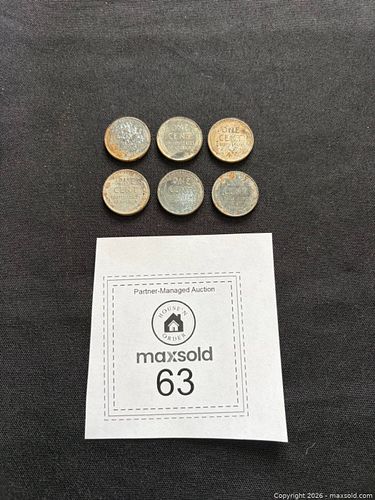 ONE
CENT
ONE
CENT
ONE
CENT
ONE
CENT
Partner-Managed Auction
HOUSE'N
ORDER
maxsold
63
Copyright © 2026 - maxsold.com